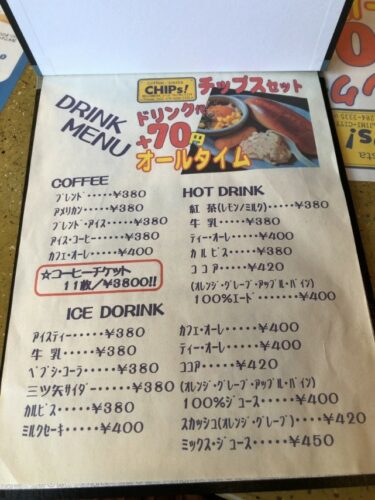 CHIPs!
チップスセット
ドリンク代
+70円
オールタイム
DRINK
MENU
COFFEE
ブレンド・・・・・¥380
アメリカン・・・・・¥380
ブレンド・アイス・・・¥380
アイス・コーヒー・・・¥380
カフェ・オーレ・・・¥400
☆コーヒーチケット
11枚/¥3800!!
HOT DRINK
紅茶(レモン/ミルク)・・¥380
牛乳・・・・・¥380
ティー・オーレ・・・・¥400
カルピス・・・・・¥380
ココア・・・・・¥420
(オレンジ・グレープ・アップル・パイン)
100%エード・・・・・¥400
ICE DORINK
アイスティー・・・・・¥380
牛乳・・・・・¥380
ペプシ・コーラ・・・・¥380
三ツ矢サイダー・・・・¥380
カルピス・・・・・¥380
ミルクセーキ・・・・¥400
カフェ・オーレ・・・・・¥400
ティー・オーレ・・・・・¥400
ココア・・・・・¥420
(オレンジ・グレープ・アップル・パイン)
100%ジュース・・・・¥400
スカッシュ(オレンジ・グレープ)・・・・¥420
ミックス・ジュース・・・・¥450